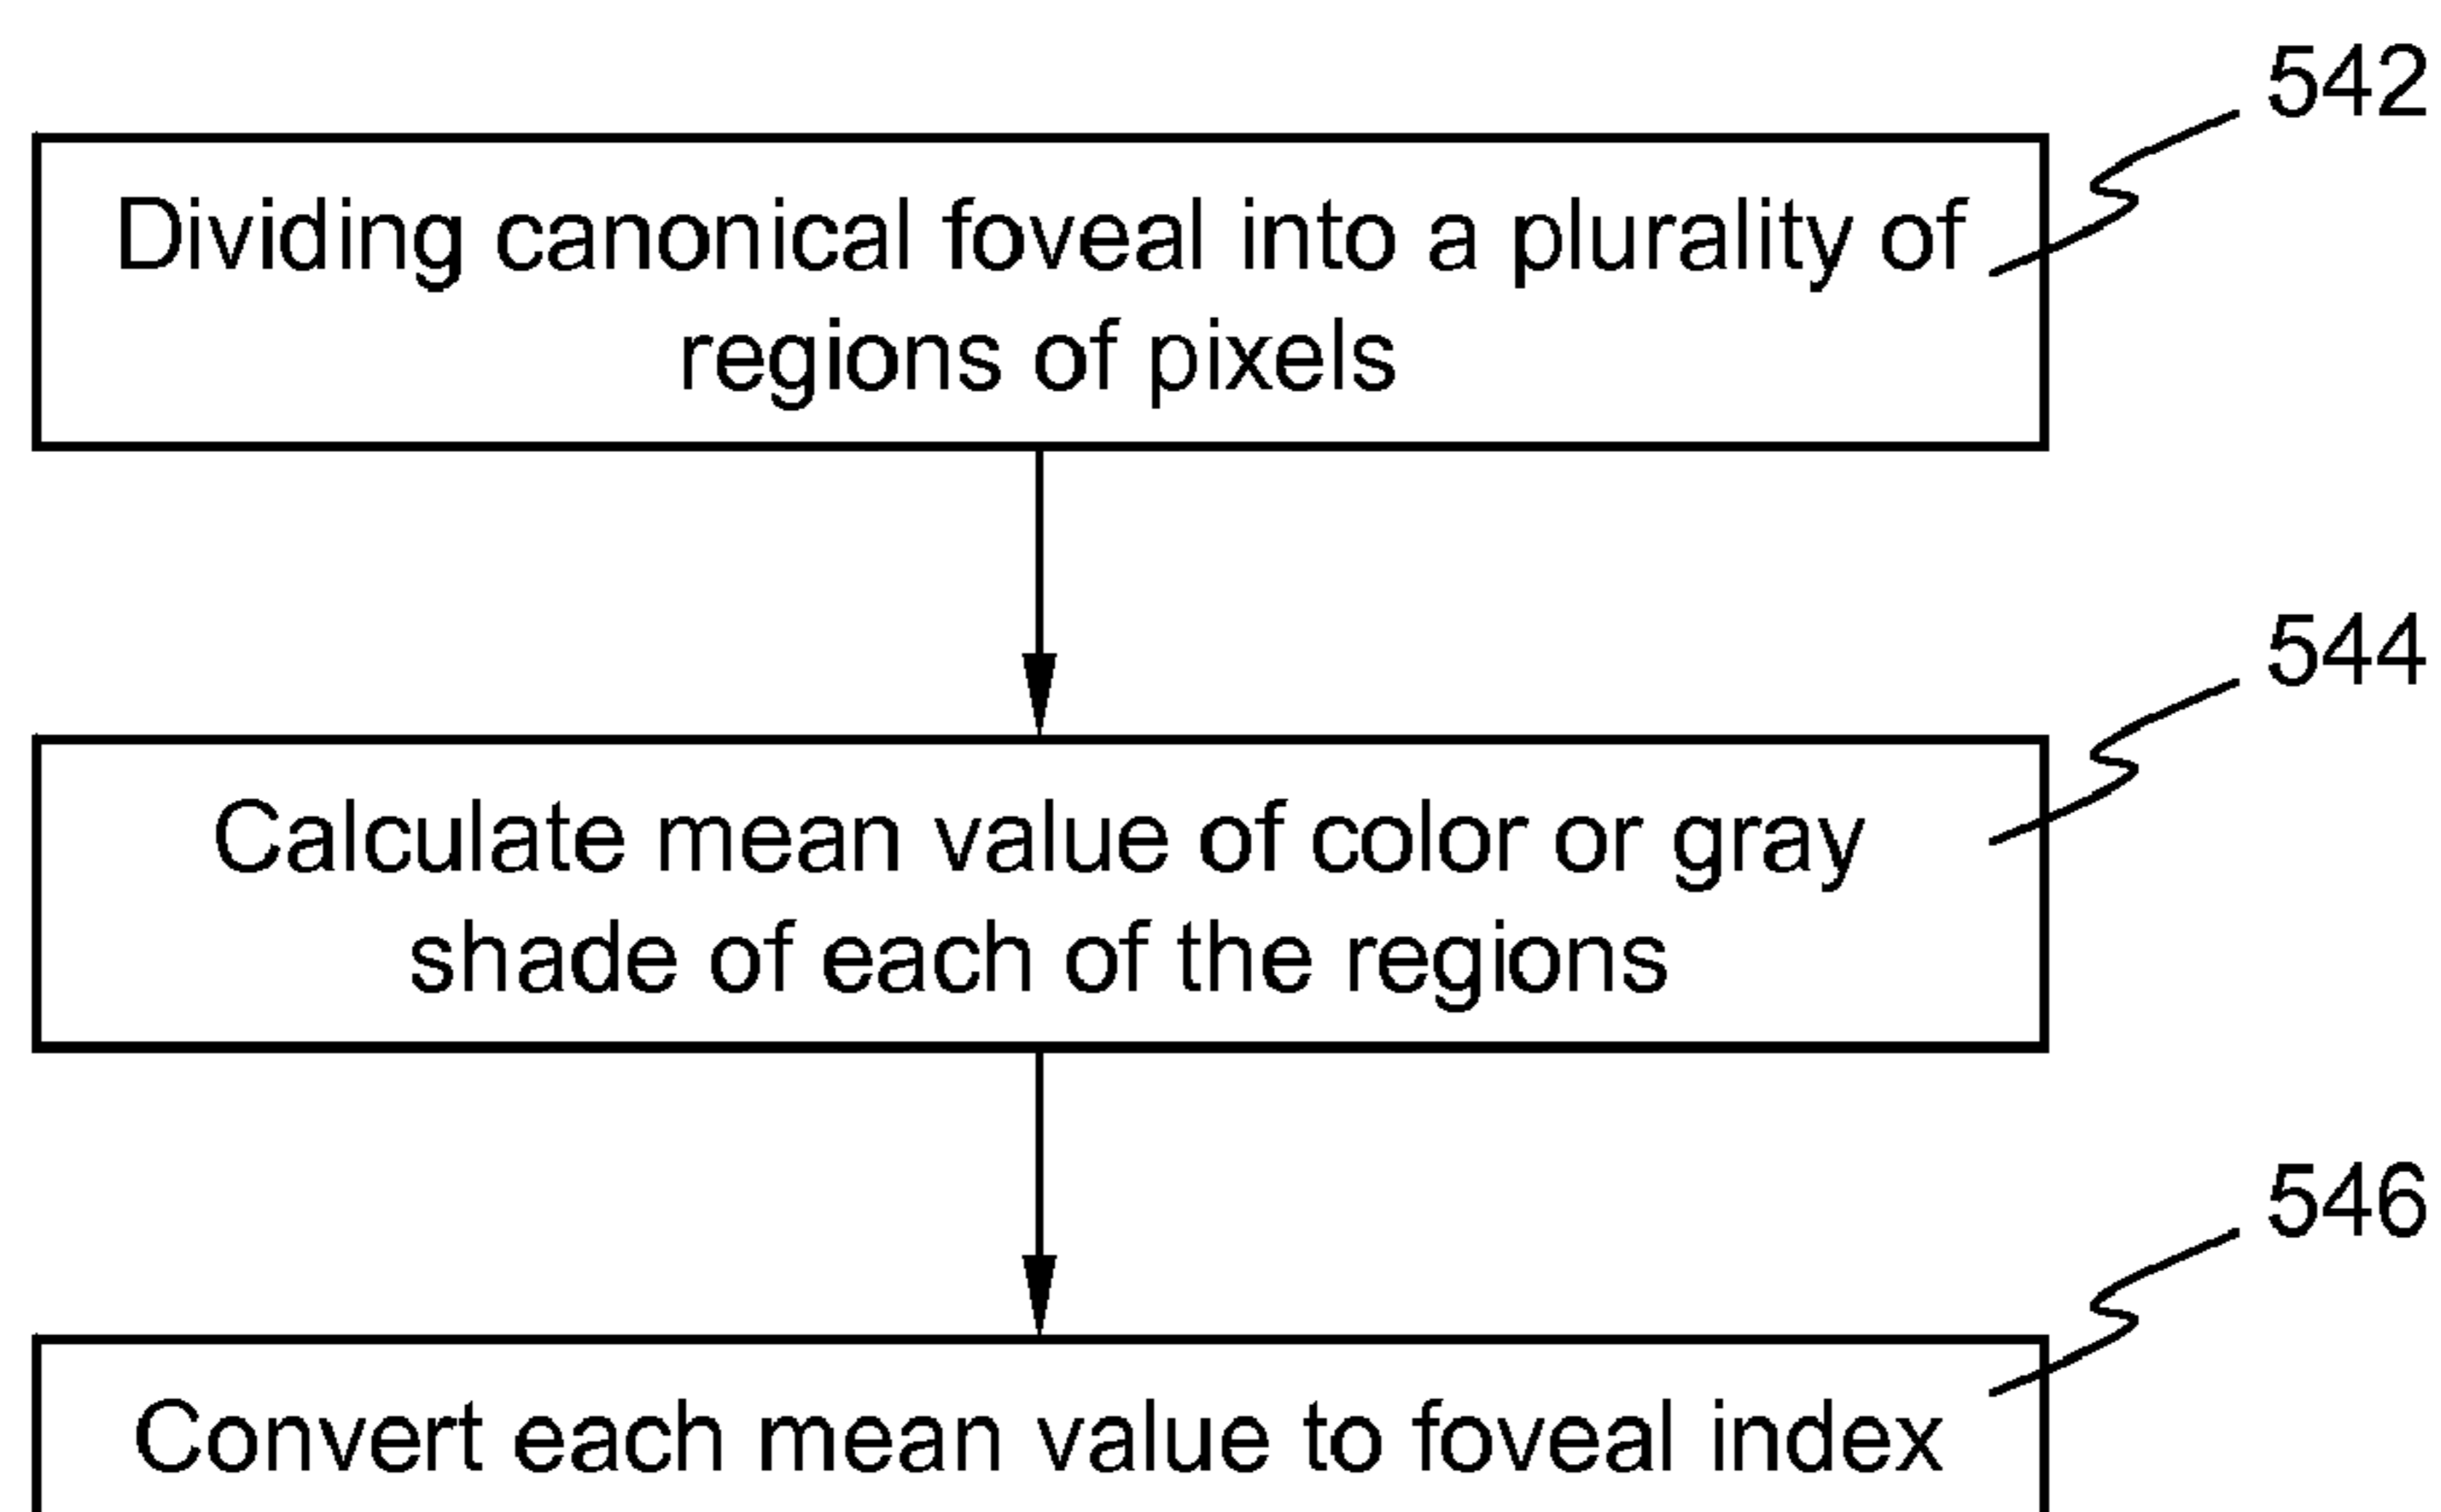 542
Dividing canonical foveal into a plurality of
regions of pixels
544
Calculate mean value of color or gray
shade of each of the regions
546
Convert each mean value to foveal index